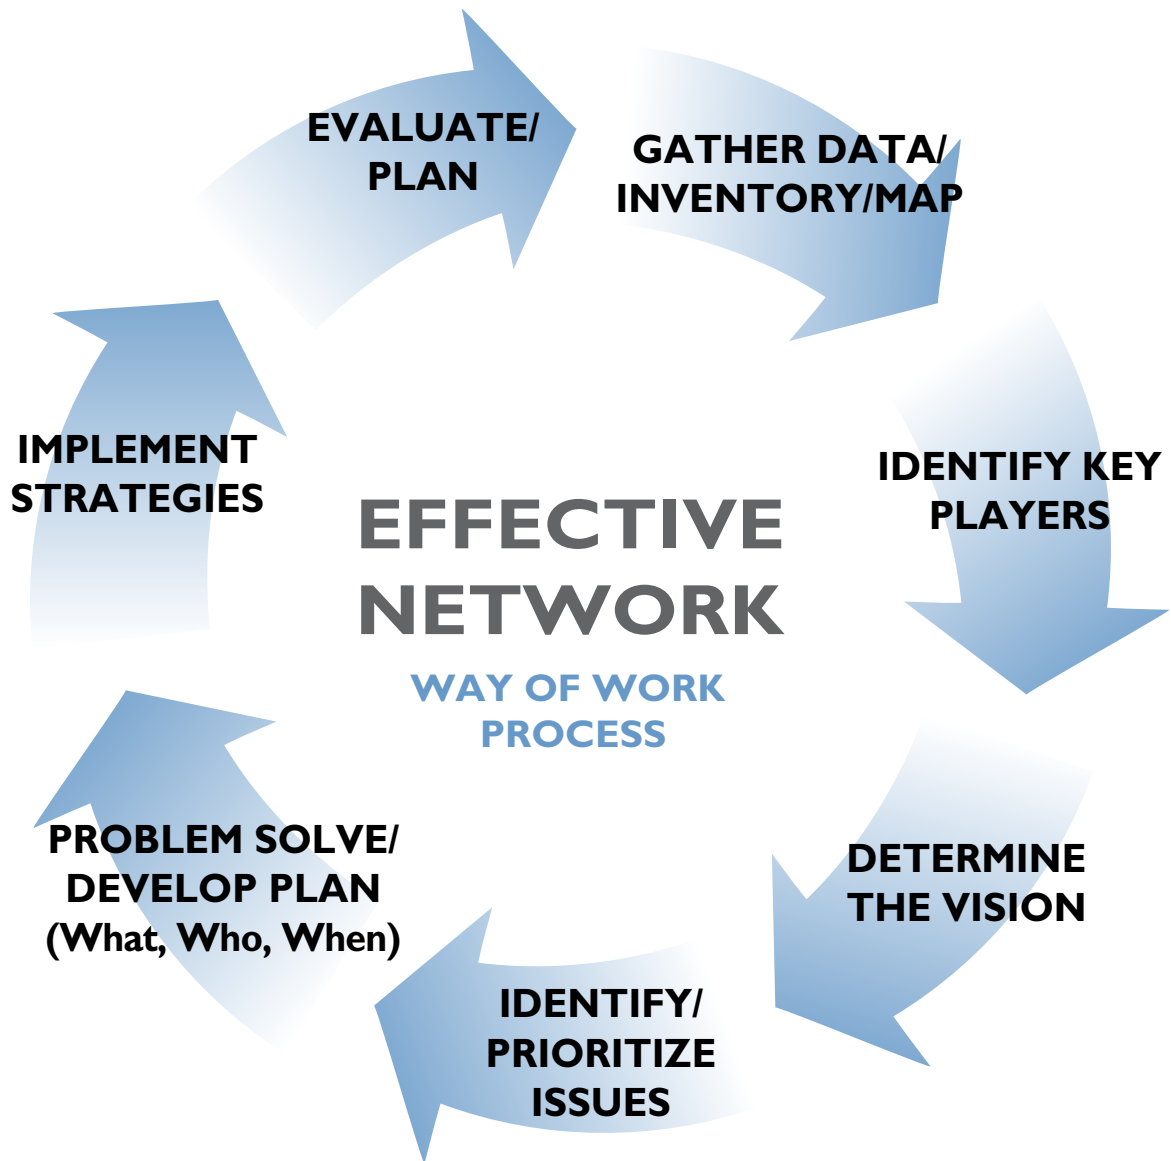 EVALUATE/
PLAN
GATHER DATA/
INVENTORY/MAP
IDENTIFY KEY
PLAYERS
DETERMINE
THE VISION
IDENTIFY/
PRIORITIZE
ISSUES
PROBLEM SOLVE/
DEVELOP PLAN
(What, Who, When)
IMPLEMENT
STRATEGIES
EFFECTIVE
NETWORK
WAY OF WORK
PROCESS